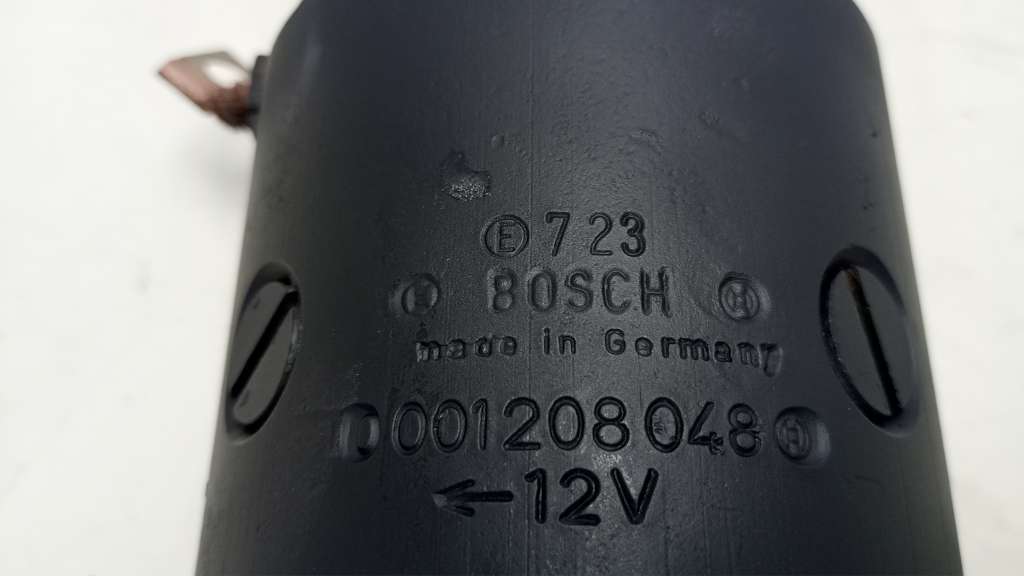 E 723
BOSCH
made in Germany
0001208048
← 12V